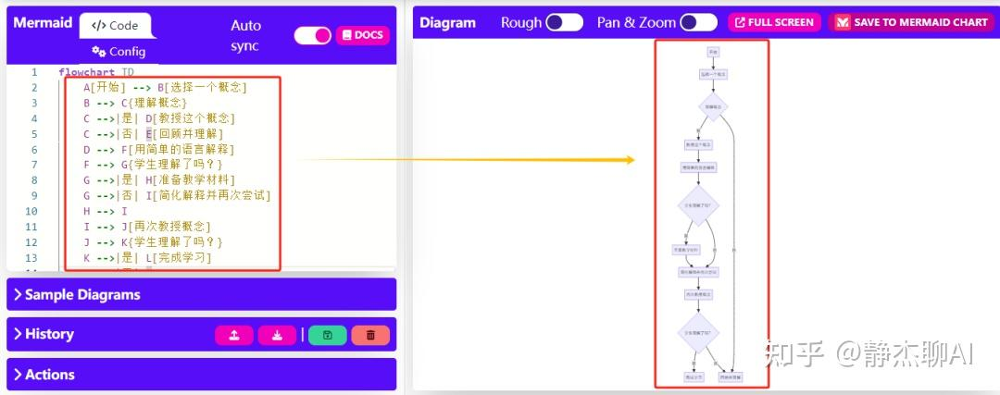 Mermaid
</> Code
Config
Auto sync
DOCS
1 flowchart TD
2 A[开始] --> B[选择一个概念]
3 B --> C{理解概念}
4 C -->|是| D[教授这个概念]
5 C -->|否| E[回顾并理解]
6 D --> F[用简单的语言解释]
7 F --> G{学生理解了吗？}
8 G -->|是| H[准备教学材料]
9 G -->|否| I[简化解释并再次尝试]
10 H --> I
11 I --> J[再次教授概念]
12 J --> K{学生理解了吗？}
13 K -->|是| L[完成学习]
Sample Diagrams
History
Actions
Diagram
Rough
Pan & Zoom
FULL SCREEN
SAVE TO MERMAID CHART
开始
选择一个概念
理解概念
教授这个概念
用简单的语言解释
学生理解了吗？
准备教学材料
简化解释并再次尝试
再次教授概念
学生理解了吗？
完成学习
回顾并理解
知乎 @静杰聊AI